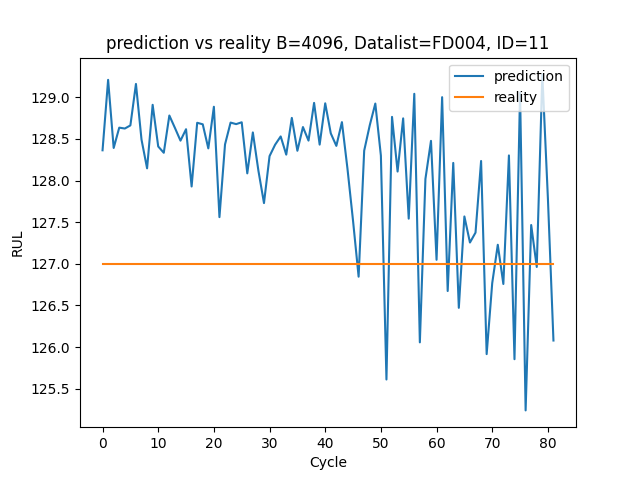 prediction vs reality B=4096, Datalist=FD004, ID=11
prediction
reality
129.0
128.5
128.0
127.5
127.0
126.5
126.0
125.5
RUL
0 10 20 30 40 50 60 70 80
Cycle